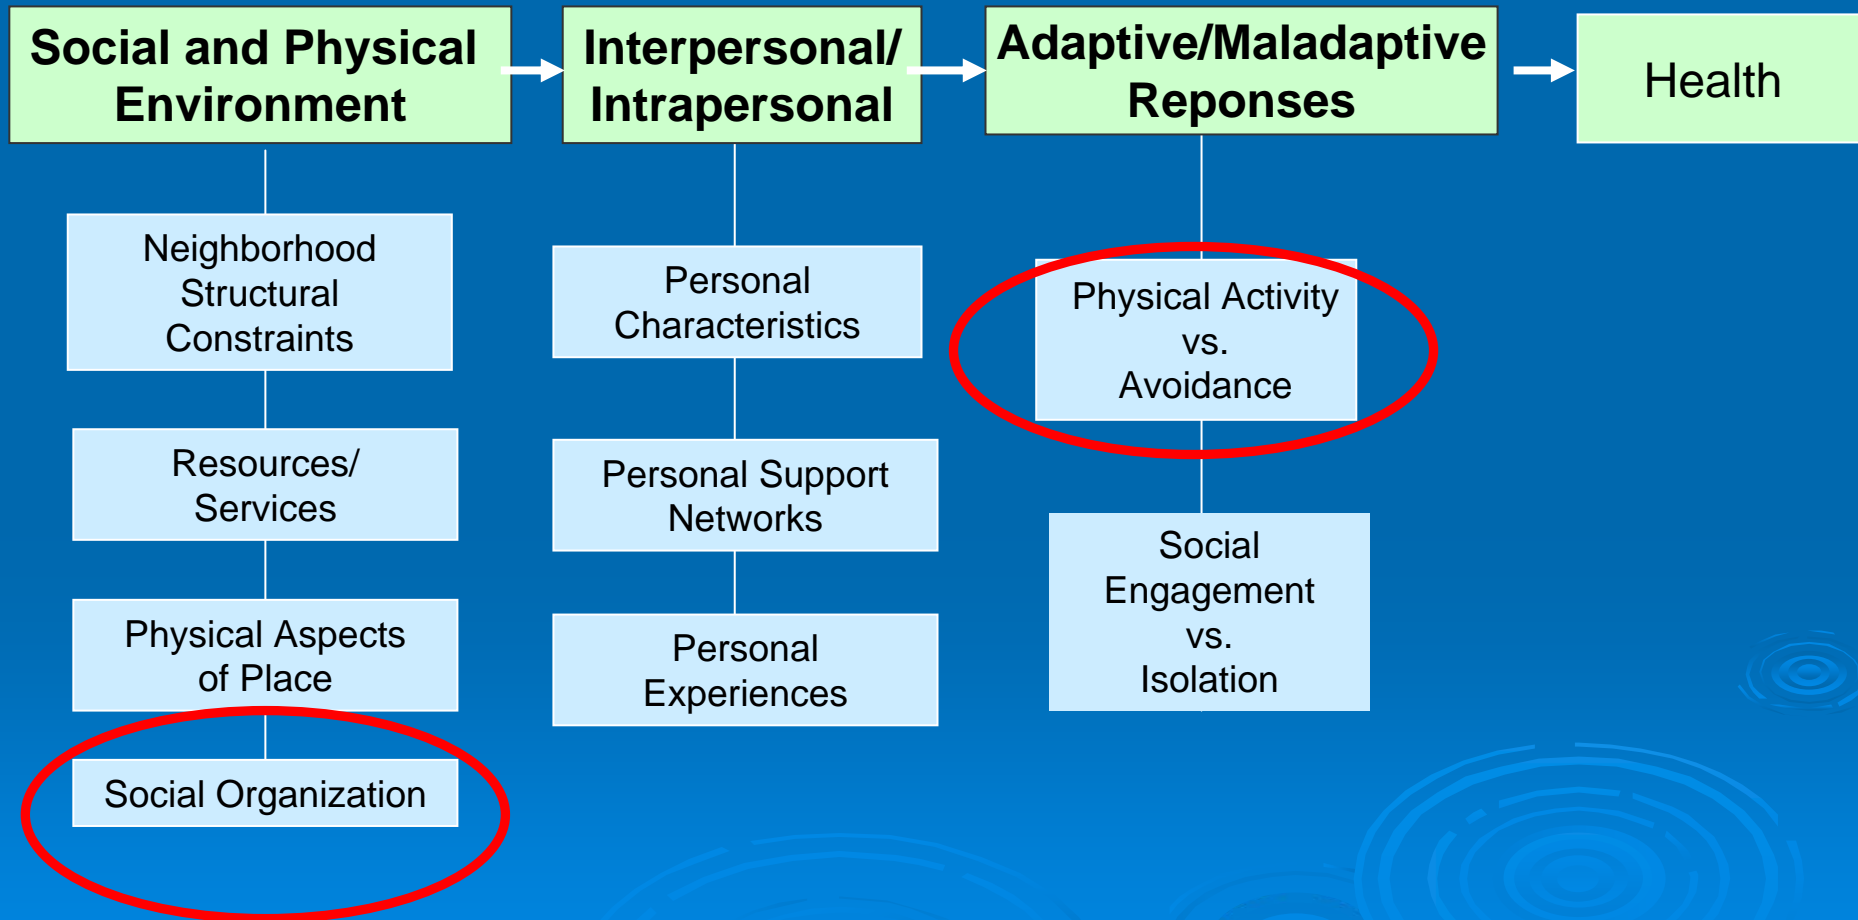 Social and Physical
Environment
Interpersonal/
Intrapersonal
Adaptive/Maladaptive
Reponses
Health
Neighborhood
Structural
Constraints
Resources/
Services
Physical Aspects
of Place
Social Organization
Personal
Characteristics
Personal Support
Networks
Personal
Experiences
Physical Activity
vs.
Avoidance
Social
Engagement
vs.
Isolation